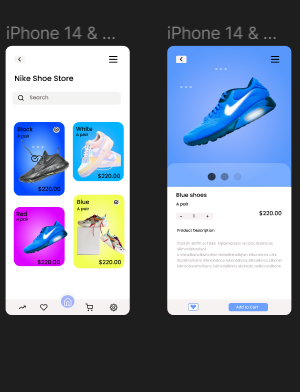 iPhone 14 & ...
Nike Shoe Store
Search
Black
A pair
$220.00
White
A pair
$220.00
Red
A pair
$220.00
Blue
A pair
$220.00
iPhone 14 & ...
Blue shoes
A pair
$220.00
- 1 +
Product Description
Add to Cart